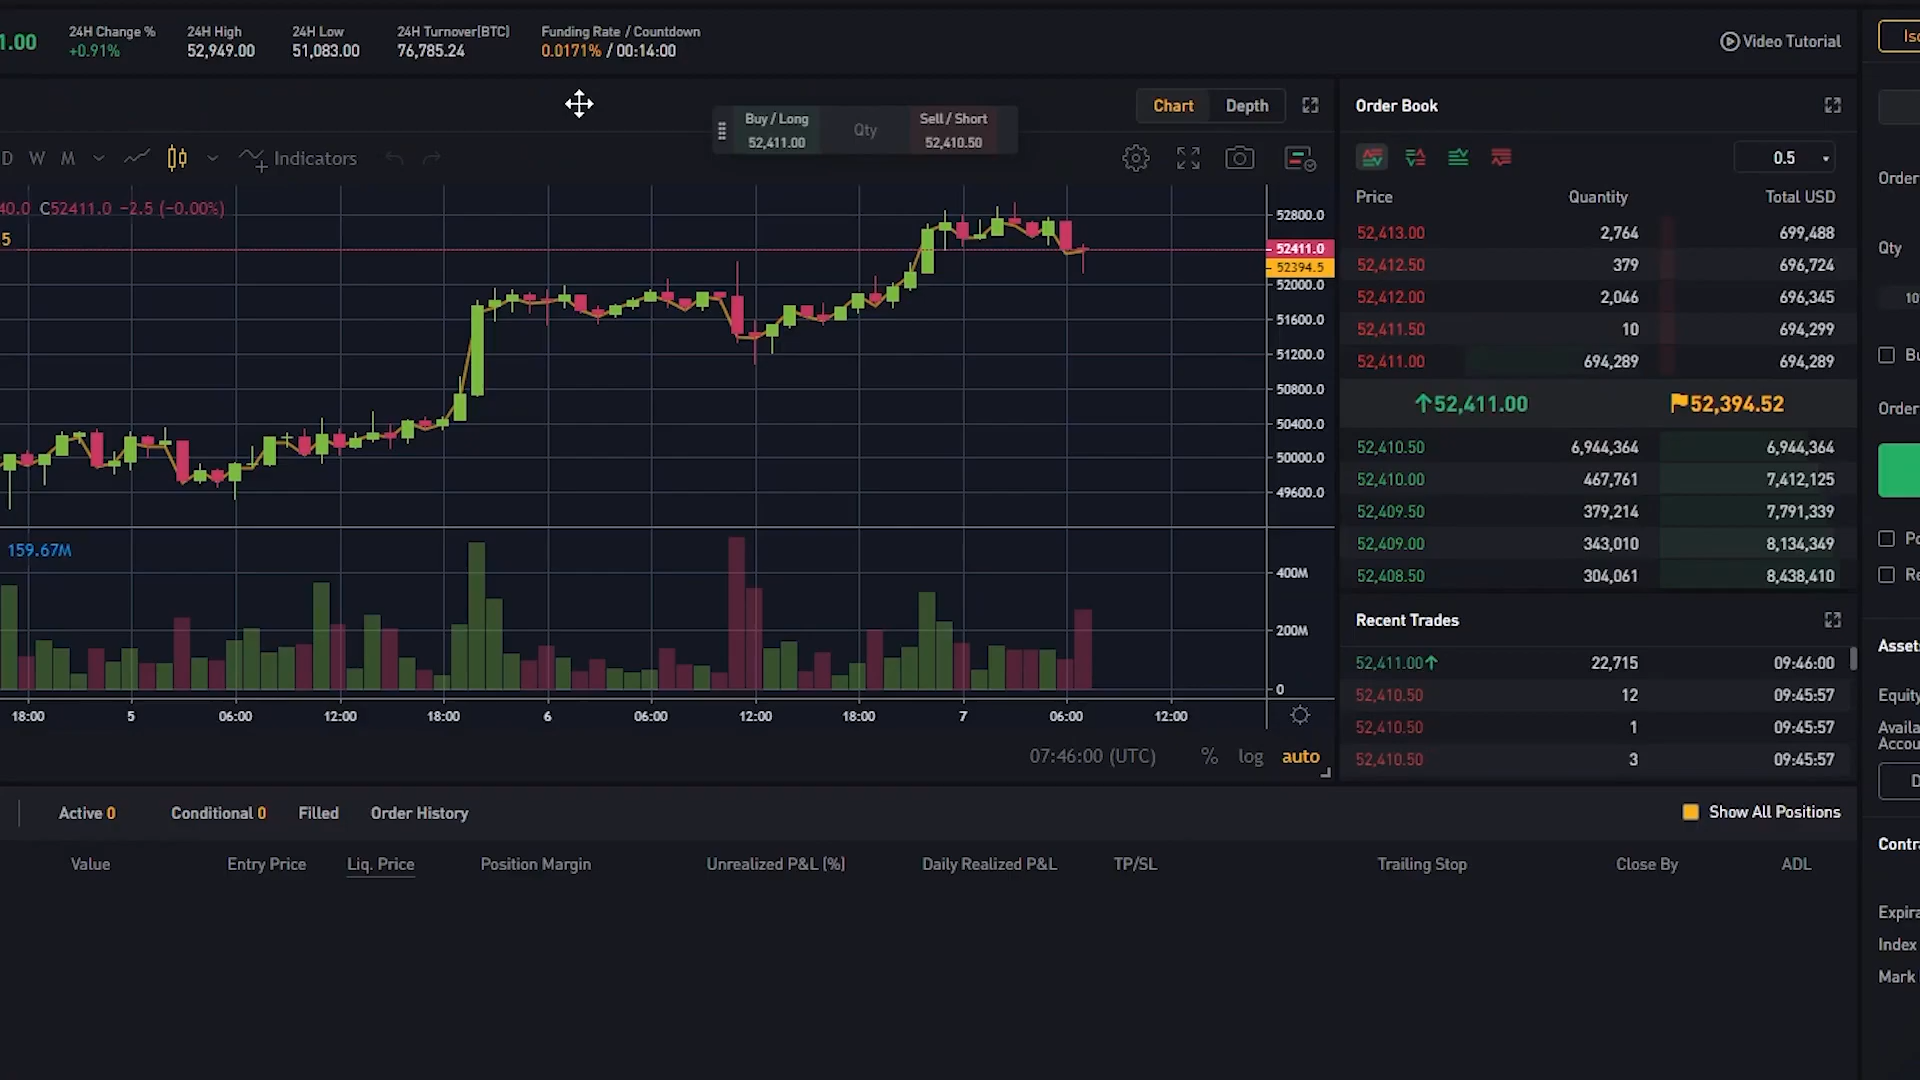 1.00
24H Change %
+0.91%
24H High
52,949.00
24H Low
51,083.00
24H Turnover(BTC)
76,785.24
Funding Rate / Countdown
0.0171% / 00:14:00
Video Tutorial
Buy / Long
52,411.00
Qty
Sell / Short
52,410.50
Chart
Depth
D W M
Indicators
40.0 C52411.0 −2.5 (−0.00%)
5
52800.0
52411.0
52394.5
52000.0
51600.0
51200.0
50800.0
50400.0
50000.0
49600.0
159.67M
400M
200M
0
18:00 5 06:00 12:00 18:00 6 06:00 12:00 18:00 7 06:00 12:00
07:46:00 (UTC) % log auto
Order Book
0.5
Price Quantity Total USD
52,413.00 2,764 699,488
52,412.50 379 696,724
52,412.00 2,046 696,345
52,411.50 10 694,299
52,411.00 694,289 694,289
52,411.00 52,394.52
52,410.50 6,944,364 6,944,364
52,410.00 467,761 7,412,125
52,409.50 379,214 7,791,339
52,409.00 343,010 8,134,349
52,408.50 304,061 8,438,410
Recent Trades
52,411.00 22,715 09:46:00
52,410.50 12 09:45:57
52,410.50 1 09:45:57
52,410.50 3 09:45:57
Order
Qty
Order
Equity
Contra
Index
Mark
Active 0 Conditional 0 Filled Order History
Show All Positions
Value Entry Price Liq. Price Position Margin Unrealized P&L (%) Daily Realized P&L TP/SL Trailing Stop Close By ADL